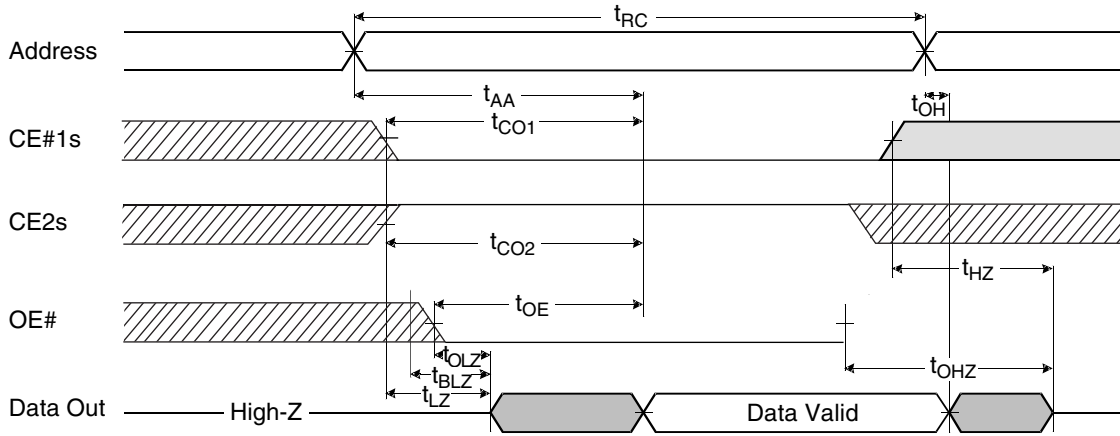 tRC
Address
tAA
tOH
CE#1s
tCO1
CE2s
tCO2
tHZ
OE#
tOE
tOLZ
tBLZ
tOHZ
tLZ
Data Out
High-Z
Data Valid